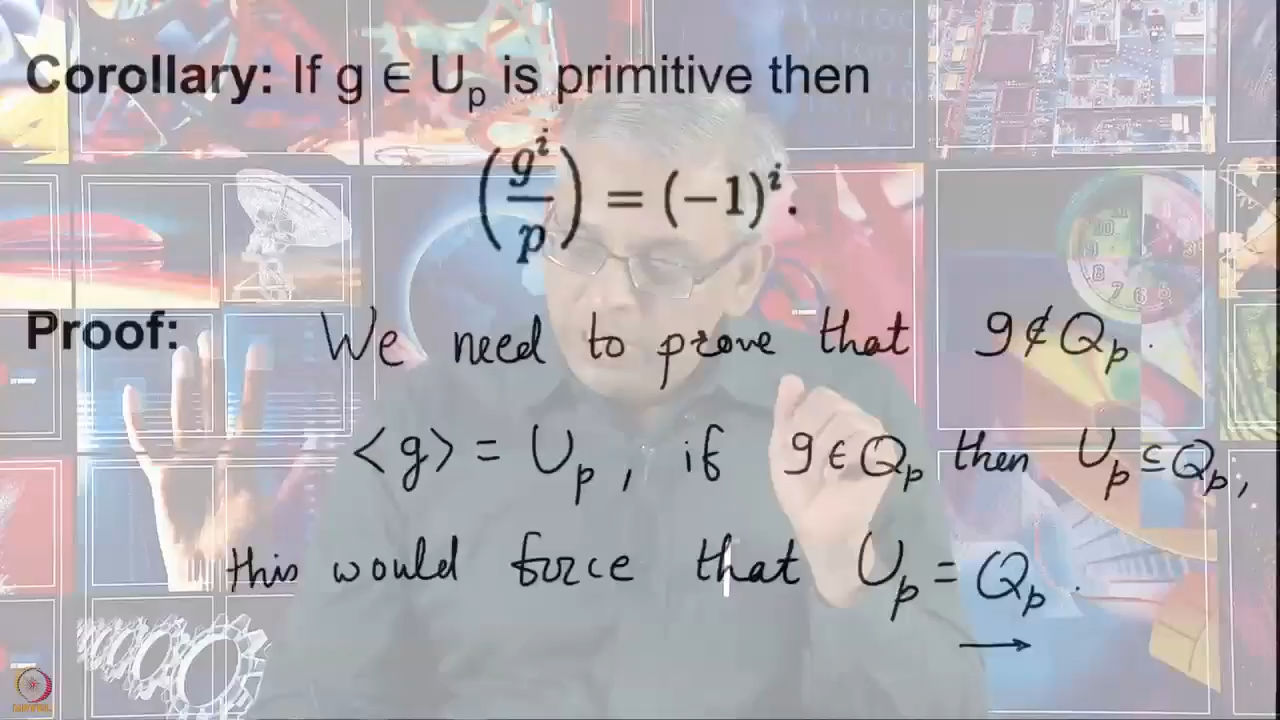 Corollary: If g ∈ Uₚ is primitive then
(gⁱ/p) = (−1)ⁱ.
Proof: We need to prove that g ∉ Qₚ.
<g> = Uₚ, if g ∈ Qₚ then Uₚ ⊆ Qₚ,
this would force that Uₚ = Qₚ.
→